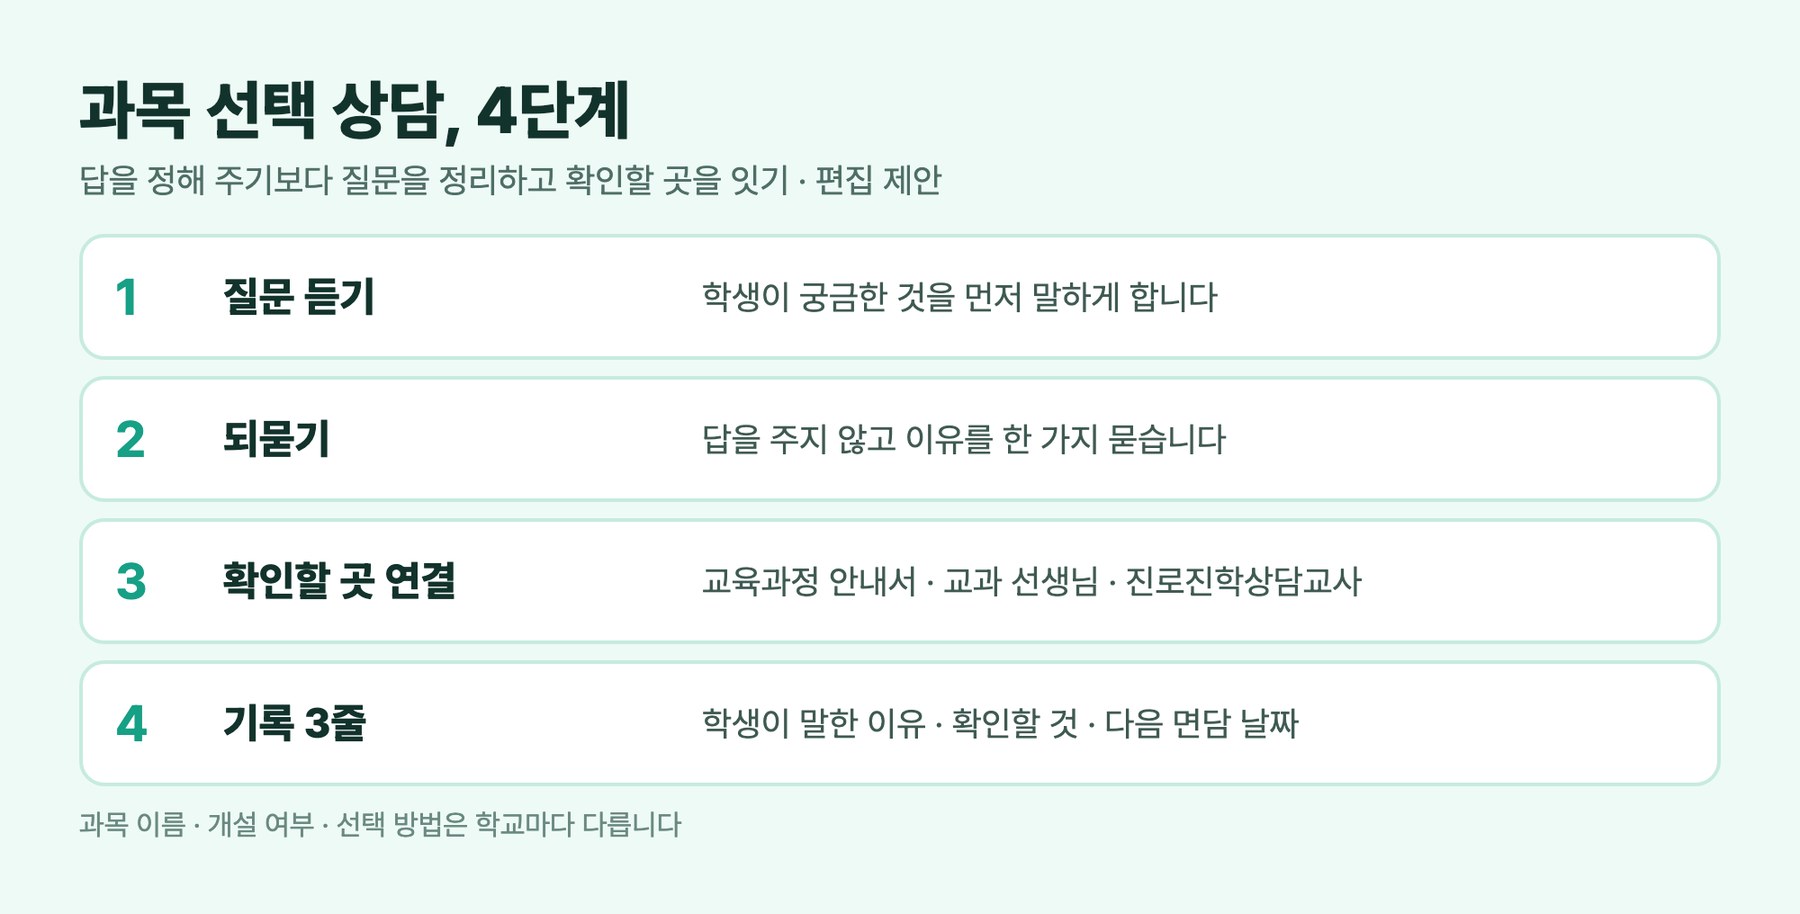 과목 선택 상담, 4단계
답을 정해 주기보다 질문을 정리하고 확인할 곳을 잇기 · 편집 제안
1 질문 듣기 학생이 궁금한 것을 먼저 말하게 합니다
2 되묻기 답을 주지 않고 이유를 한 가지 묻습니다
3 확인할 곳 연결 교육과정 안내서 · 교과 선생님 · 진로진학상담교사
4 기록 3줄 학생이 말한 이유 · 확인할 것 · 다음 면담 날짜
과목 이름 · 개설 여부 · 선택 방법은 학교마다 다릅니다